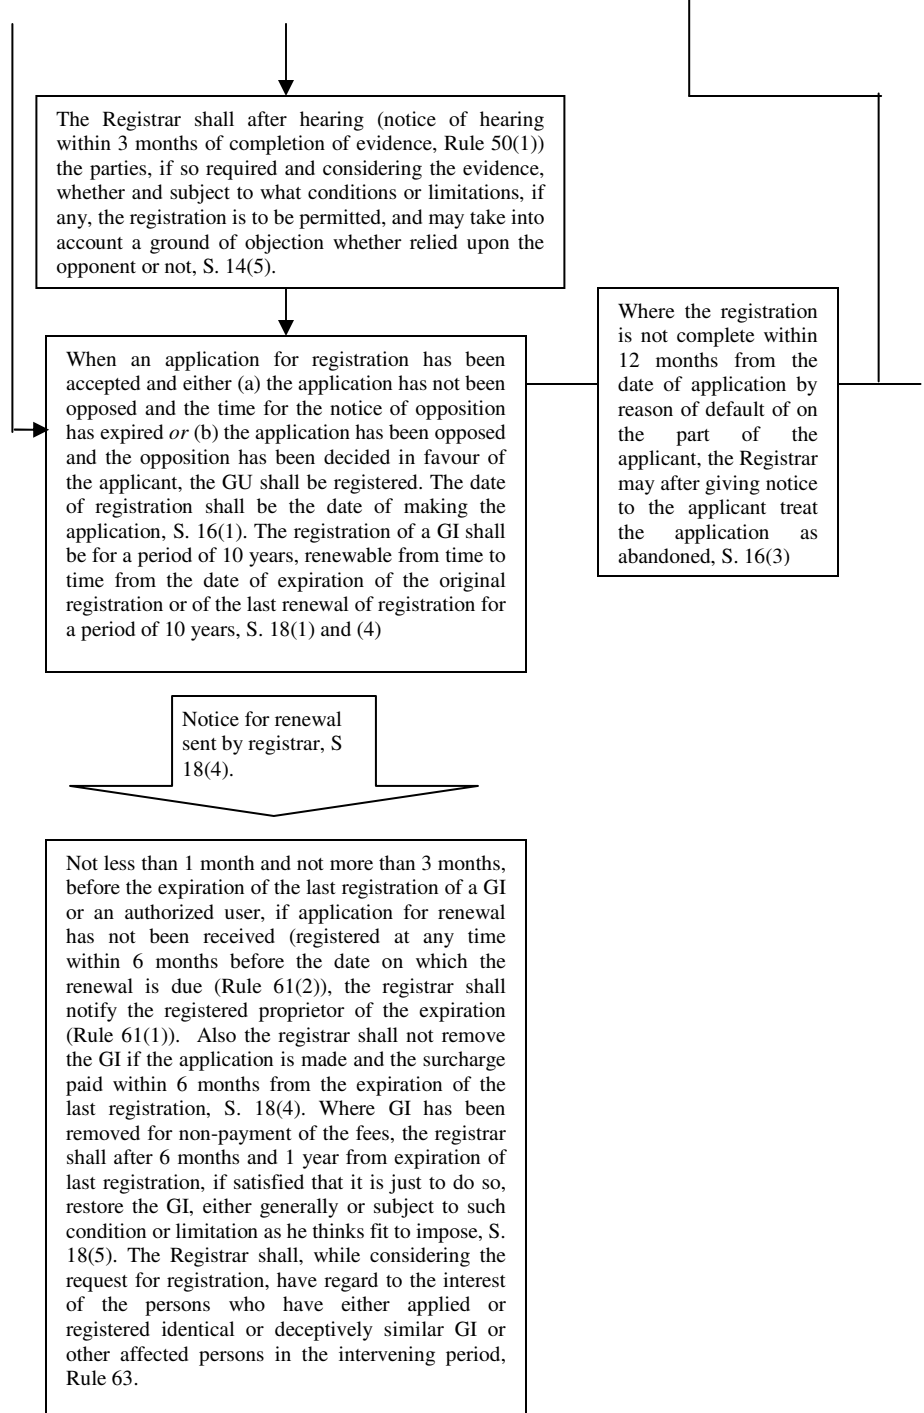 The Registrar shall after hearing (notice of hearing
within 3 months of completion of evidence, Rule 50(1))
the parties, if so required and considering the evidence,
whether and subject to what conditions or limitations, if
any, the registration is to be permitted, and may take into
account a ground of objection whether relied upon the
opponent or not, S. 14(5).
When an application for registration has been
accepted and either (a) the application has not been
opposed and the time for the notice of opposition
has expired or (b) the application has been opposed
and the opposition has been decided in favour of
the applicant, the GU shall be registered. The date
of registration shall be the date of making the
application, S. 16(1). The registration of a GI shall
be for a period of 10 years, renewable from time to
time from the date of expiration of the original
registration or of the last renewal of registration for
a period of 10 years, S. 18(1) and (4)
Where the registration
is not complete within
12 months from the
date of application by
reason of default of on
the part of the
applicant, the Registrar
may after giving notice
to the applicant treat
the application as
abandoned, S. 16(3)
Notice for renewal
sent by registrar, S
18(4).
Not less than 1 month and not more than 3 months,
before the expiration of the last registration of a GI
or an authorized user, if application for renewal
has not been received (registered at any time
within 6 months before the date on which the
renewal is due (Rule 61(2)), the registrar shall
notify the registered proprietor of the expiration
(Rule 61(1)). Also the registrar shall not remove
the GI if the application is made and the surcharge
paid within 6 months from the expiration of the
last registration, S. 18(4). Where GI has been
removed for non-payment of the fees, the registrar
shall after 6 months and 1 year from expiration of
last registration, if satisfied that it is just to do so,
restore the GI, either generally or subject to such
condition or limitation as he thinks fit to impose, S.
18(5). The Registrar shall, while considering the
request for registration, have regard to the interest
of the persons who have either applied or
registered identical or deceptively similar GI or
other affected persons in the intervening period,
Rule 63.